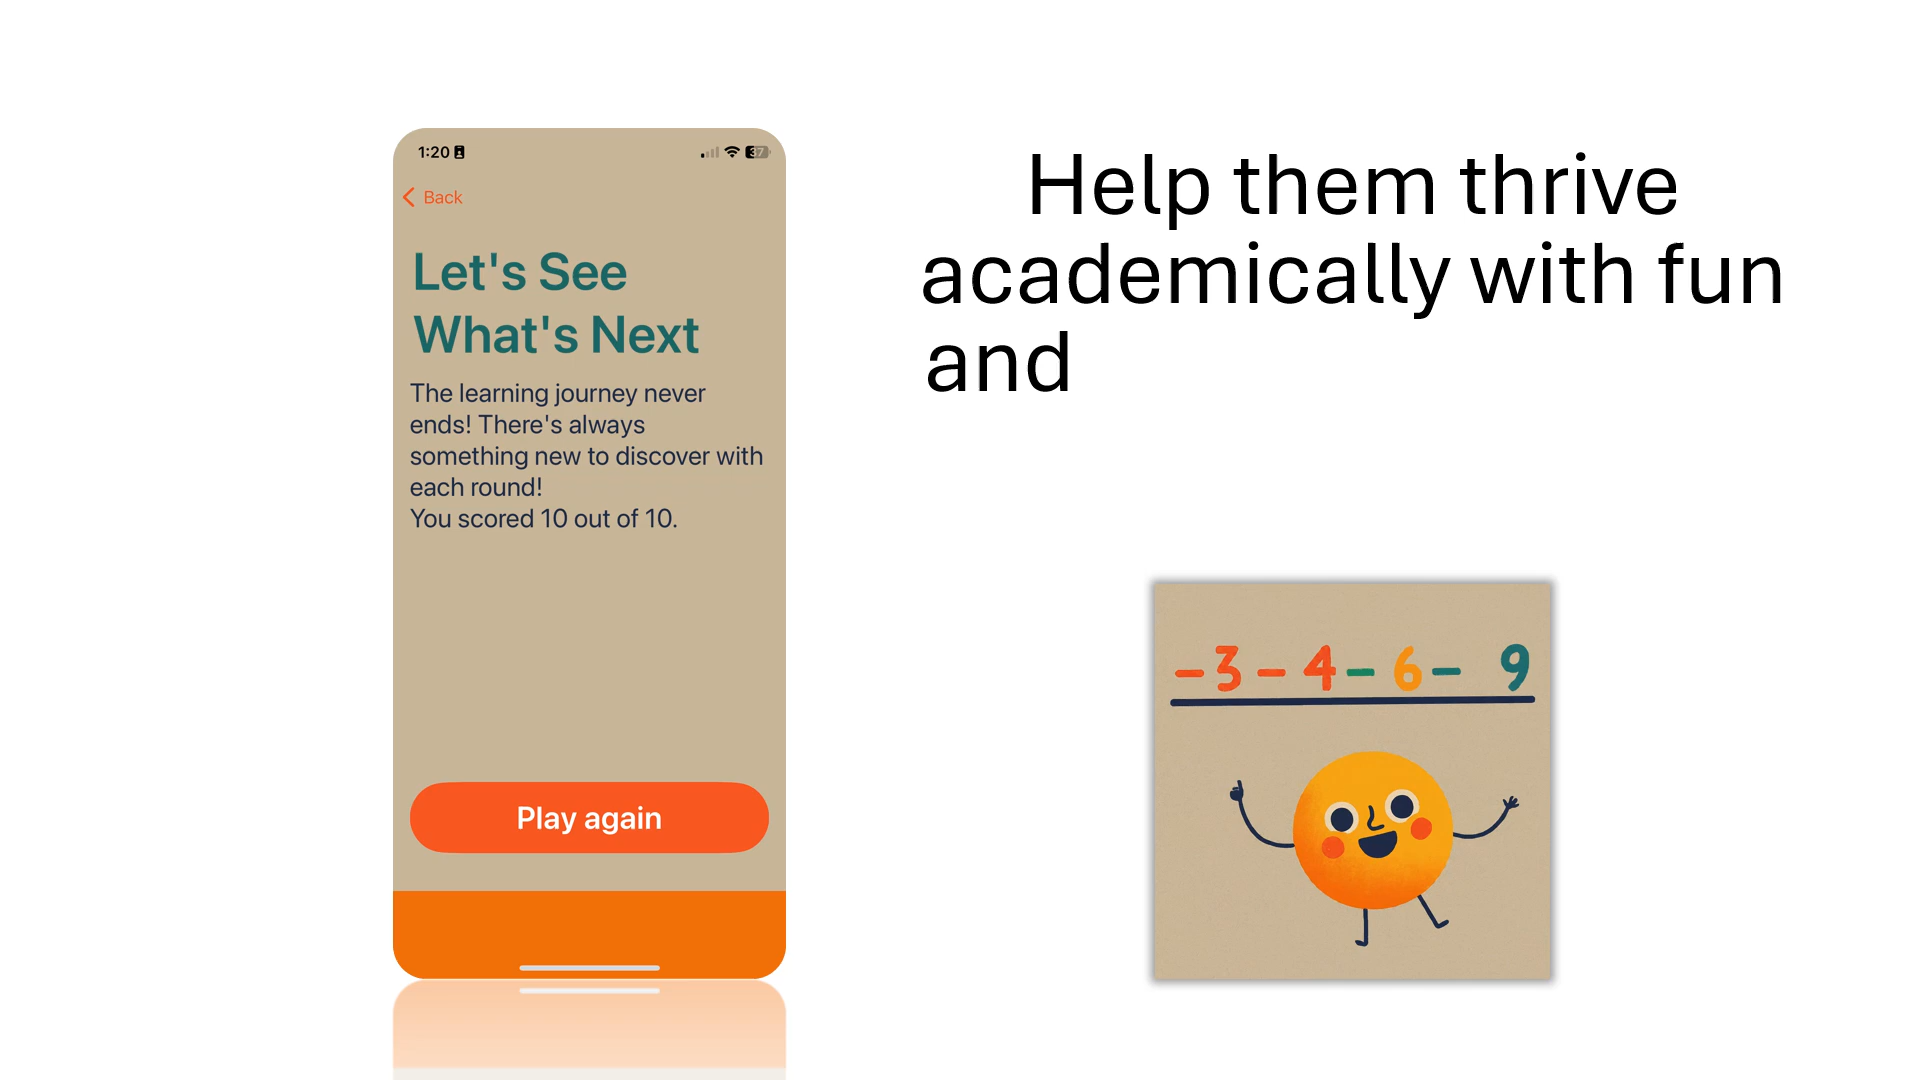 1:20
37
Back
Let's See
What's Next
The learning journey never
ends! There's always
something new to discover with
each round!
You scored 10 out of 10.
Play again
Help them thrive
academically with fun
and
-3-4-6- 9